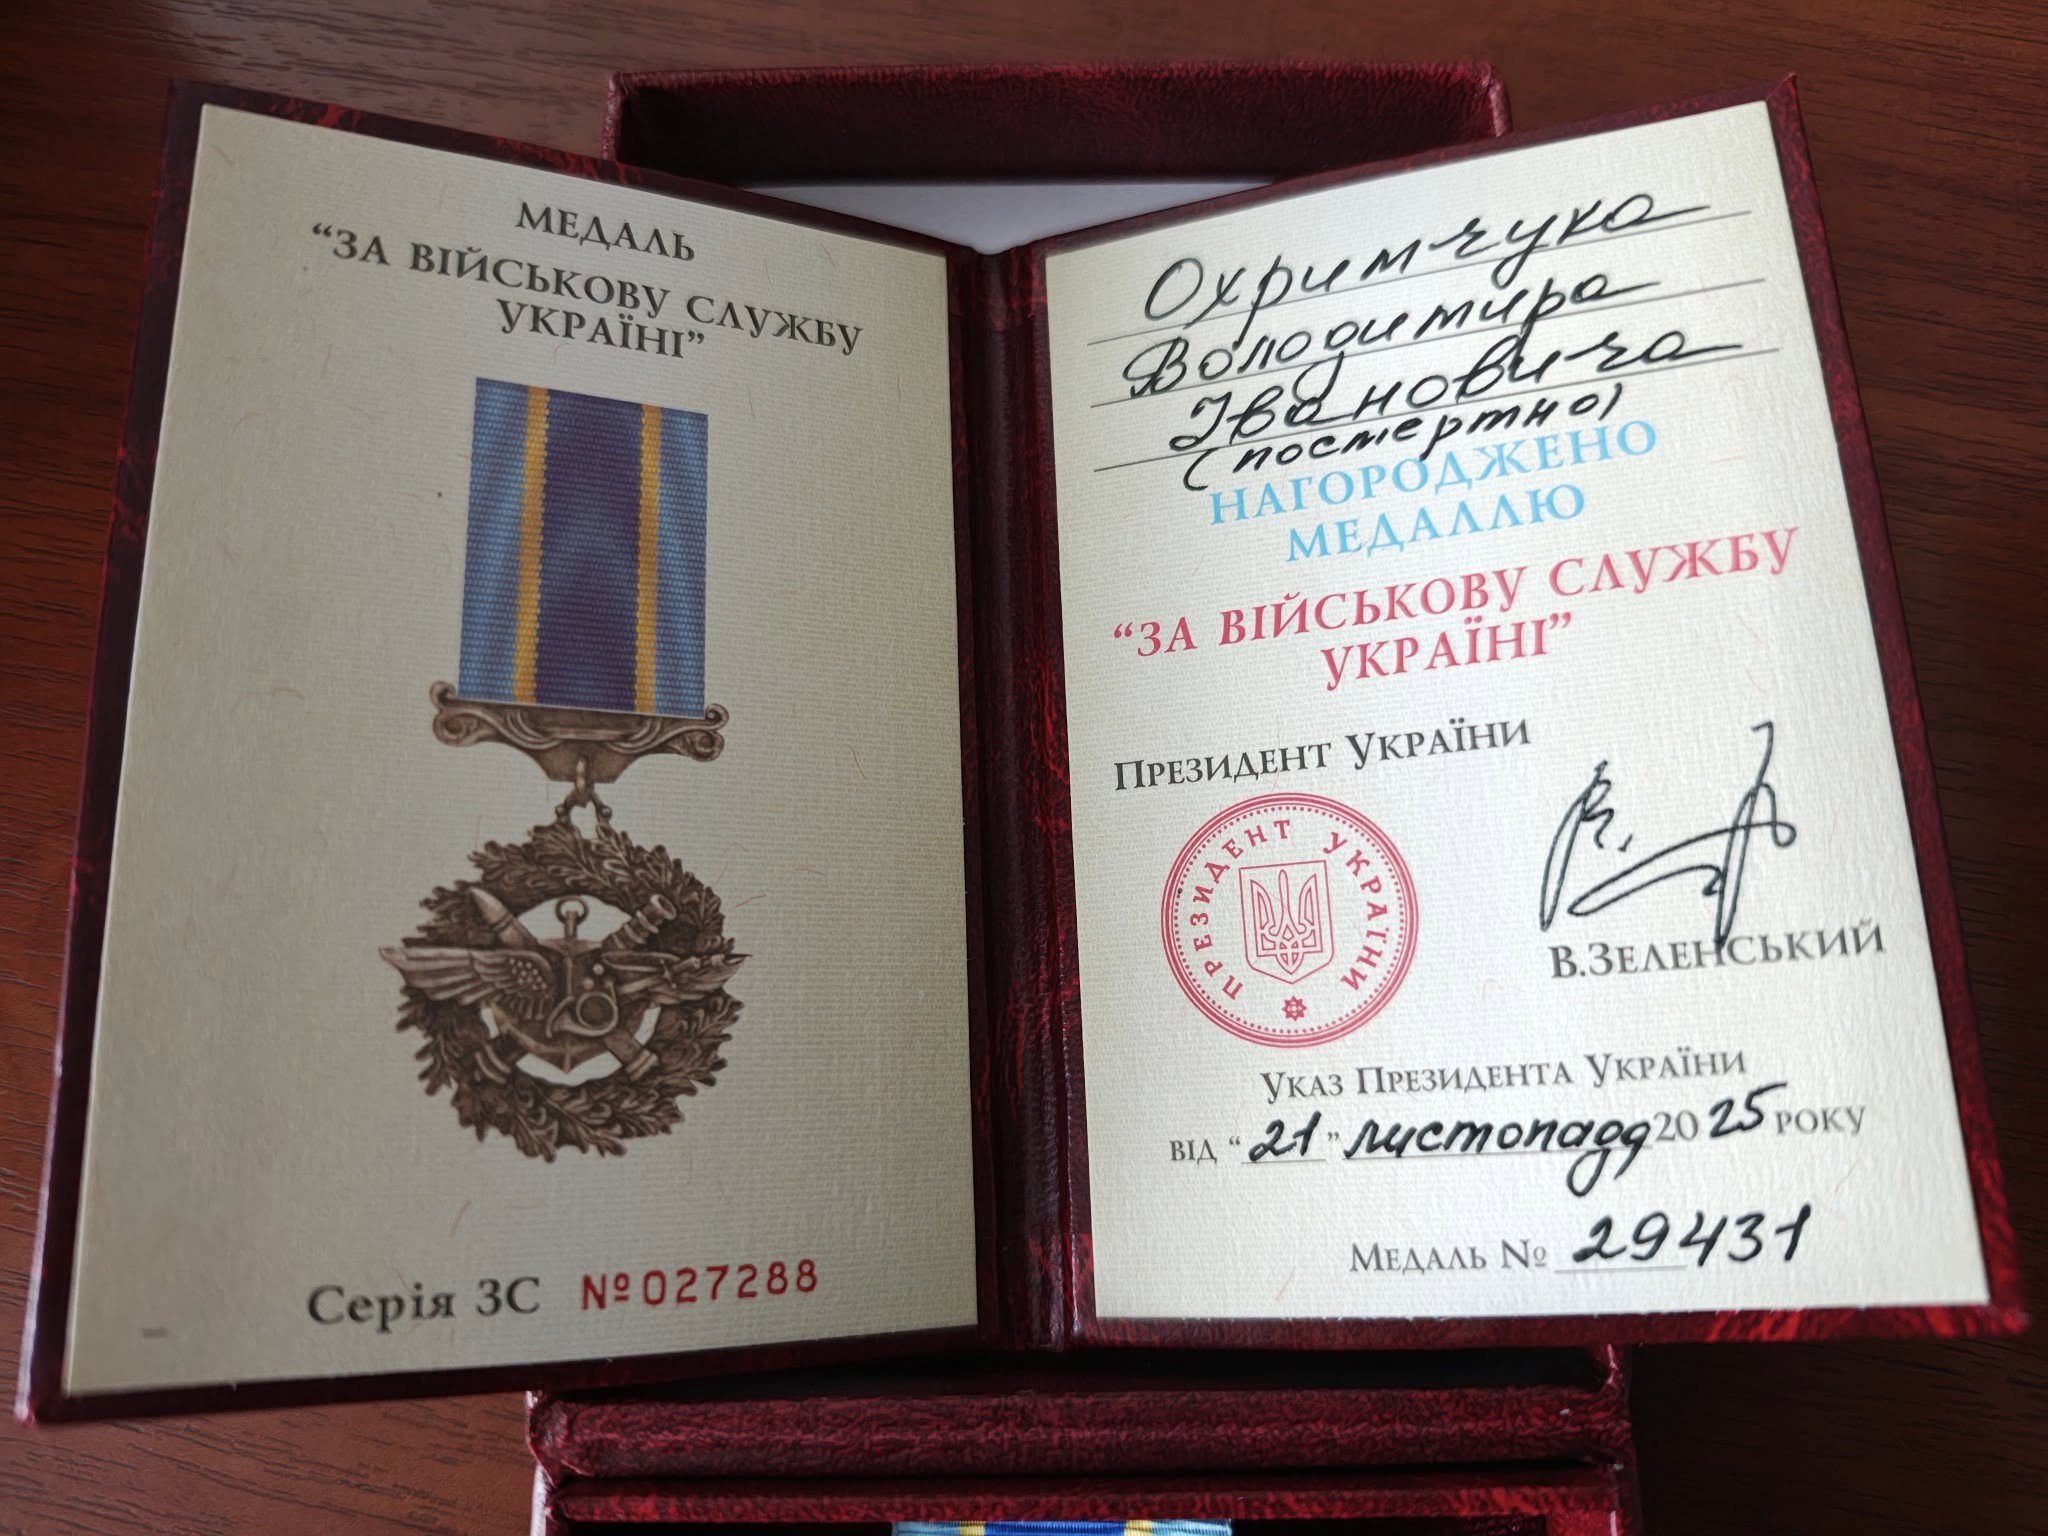 МЕДАЛЬ
“ЗА ВІЙСЬКОВУ СЛУЖБУ
УКРАЇНІ”
Серія ЗС №027288
Охримчука
Володимира
Івановича
(посмертно)
НАГОРОДЖЕНО
МЕДАЛЛЮ
“ЗА ВІЙСЬКОВУ СЛУЖБУ
УКРАЇНІ”
ПРЕЗИДЕНТ УКРАЇНИ
ПРЕЗИДЕНТ УКРАЇНИ
В.ЗЕЛЕНСЬКИЙ
УКАЗ ПРЕЗИДЕНТА УКРАЇНИ
ВІД “21” листопада 2025 РОКУ
МЕДАЛЬ № 29431